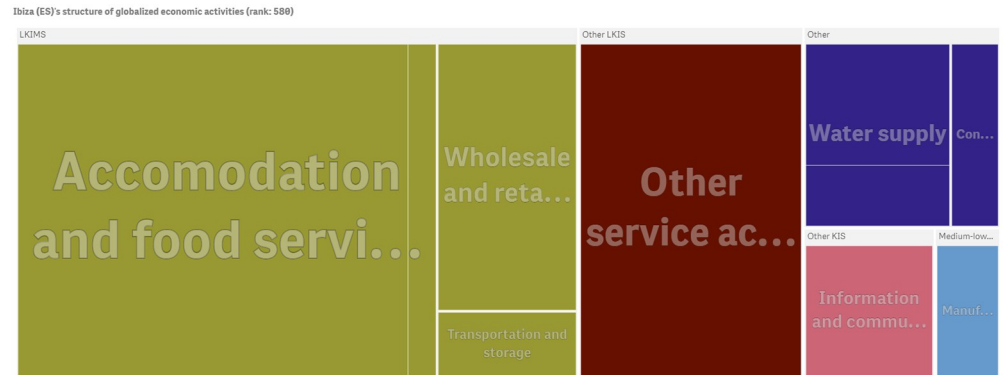 Ibiza (ES)'s structure of globalized economic activities (rank: 580)
LKIMS
Other LKIS
Other
Accomodation
and food servi...
Wholesale
and reta...
Transportation and
storage
Other
service ac...
Water supply
Con...
Other KIS
Medium-low...
Information
and commu...
Manuf...